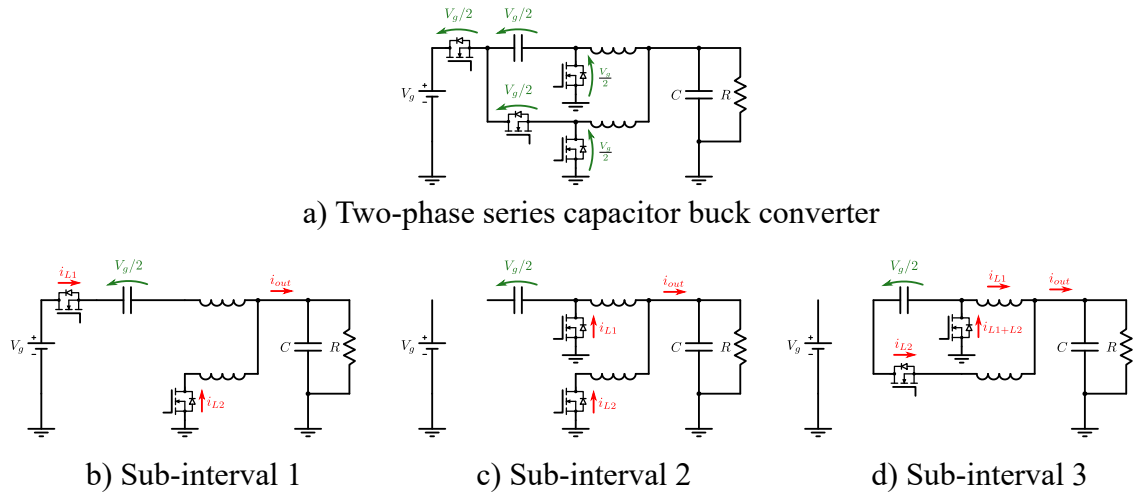 V_g/2 V_g/2
V_g + − V_g/2 V_g/2 C R
V_g/2
a) Two-phase series capacitor buck converter
i_L1 V_g/2 i_out
V_g + − C R
i_L2
b) Sub-interval 1
V_g/2 i_out
V_g + − i_L1 C R
i_L2
c) Sub-interval 2
V_g/2 i_L1 i_out
V_g + − i_L2 i_L1+L2 C R
d) Sub-interval 3